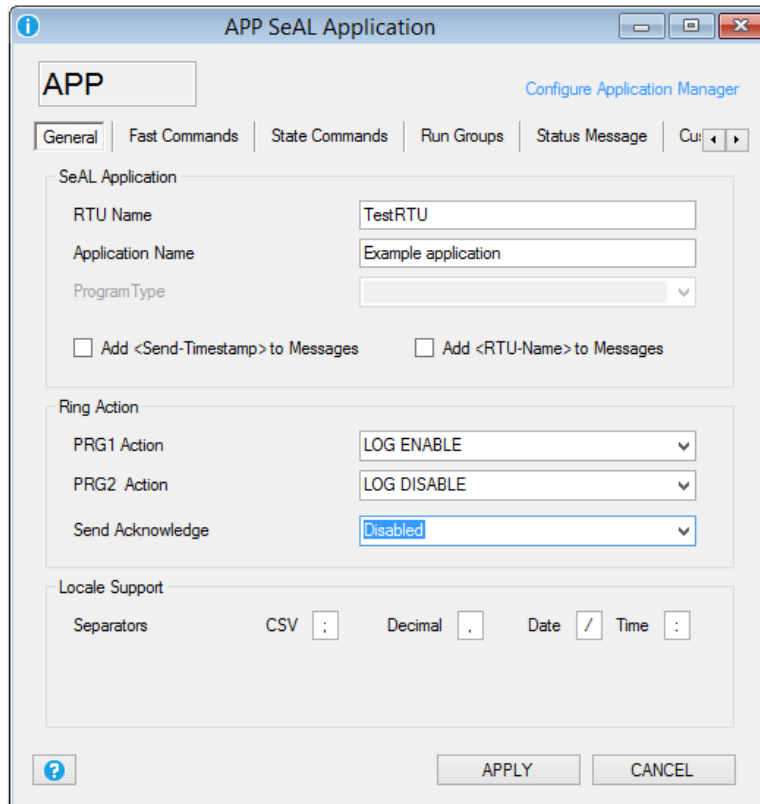 APP SeAL Application
APP
Configure Application Manager
General Fast Commands State Commands Run Groups Status Message
SeAL Application
RTU Name TestRTU
Application Name Example application
ProgramType
Add <Send-Timestamp> to Messages Add <RTU-Name> to Messages
Ring Action
PRG1 Action LOG ENABLE
PRG2 Action LOG DISABLE
Send Acknowledge Disabled
Locale Support
Separators CSV ; Decimal , Date / Time :
? APPLY CANCEL